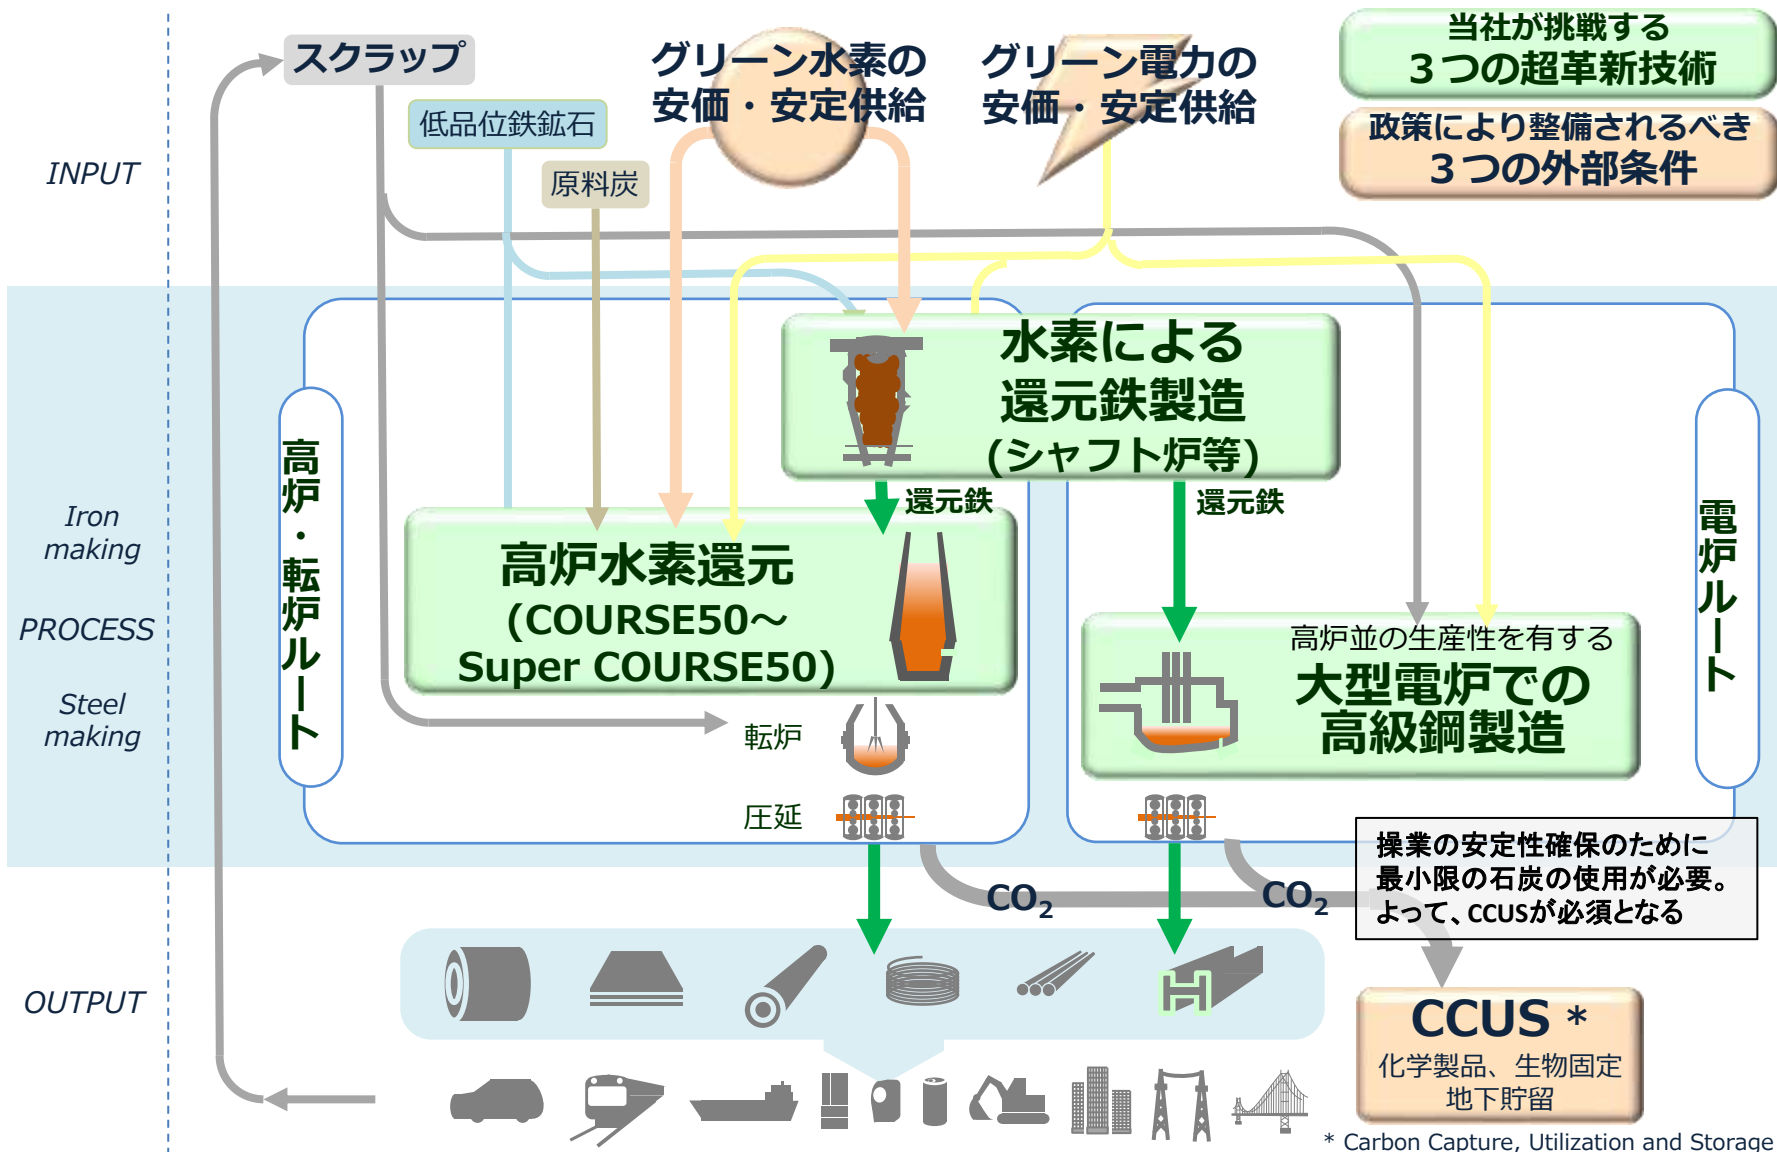 スクラップ
グリーン水素の
安価・安定供給
グリーン電力の
安価・安定供給
当社が挑戦する
３つの超革新技術
政策により整備されるべき
３つの外部条件
低品位鉄鉱石
原料炭
INPUT
水素による
還元鉄製造
(シャフト炉等)
還元鉄
還元鉄
高炉・転炉ルート
電炉ルート
Iron
making
PROCESS
Steel
making
高炉水素還元
(COURSE50～
Super COURSE50)
高炉並の生産性を有する
大型電炉での
高級鋼製造
転炉
圧延
操業の安定性確保のために
最小限の石炭の使用が必要。
よって、CCUSが必須となる
CO2
CO2
OUTPUT
CCUS *
化学製品、生物固定
地下貯留
* Carbon Capture, Utilization and Storage